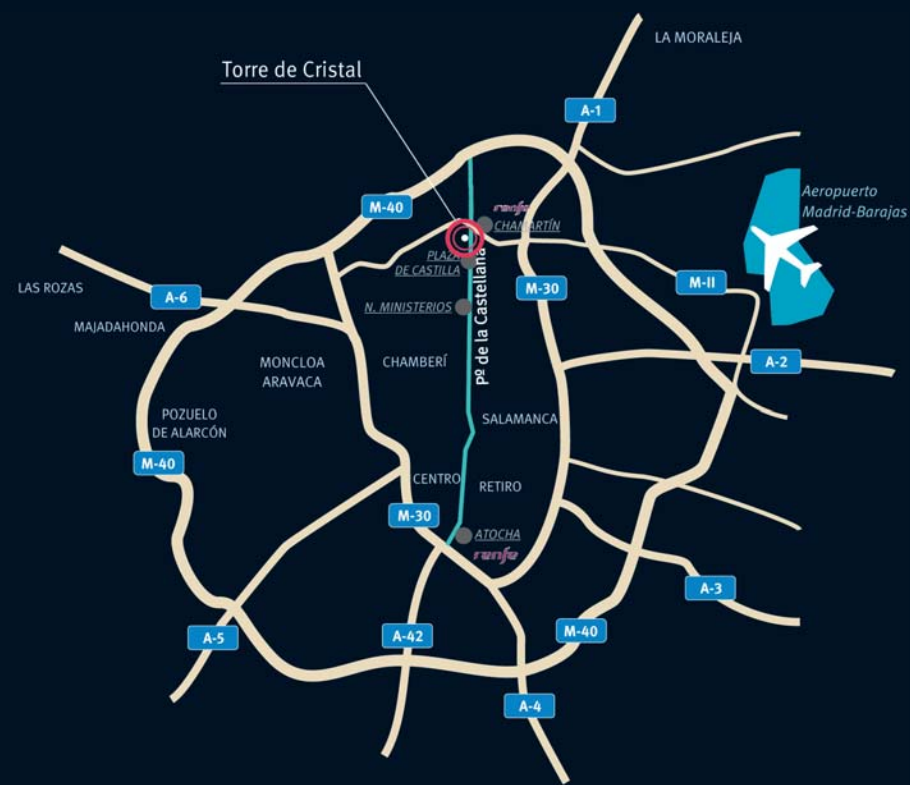 LA MORALEJA
Torre de Cristal
A-1
Aeropuerto
Madrid-Barajas
M-40
renfe
CHAMARTÍN
PLAZA
DE CASTILLA
M-30
M-11
LAS ROZAS
A-6
N. MINISTERIOS
Pº de la Castellana
MAJADAHONDA
MONCLOA
ARAVACA
CHAMBERÍ
A-2
POZUELO
DE ALARCÓN
SALAMANCA
M-40
CENTRO
RETIRO
M-30
ATOCHA
renfe
A-3
A-5
A-42
M-40
A-4